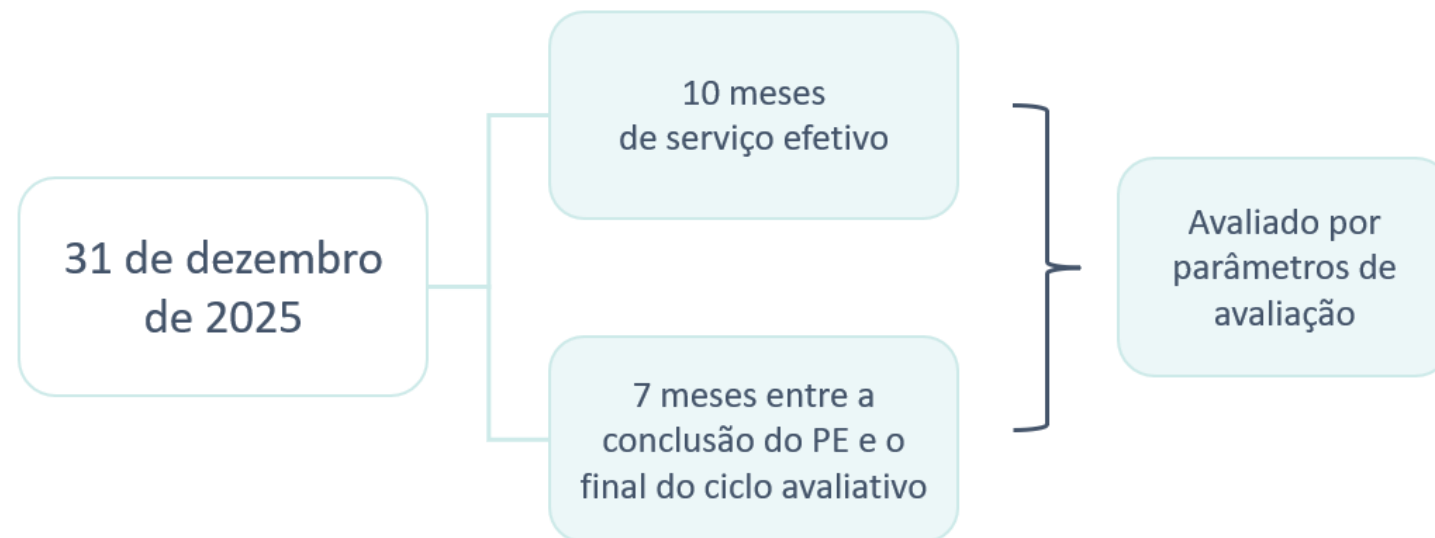 31 de dezembro
de 2025
10 meses
de serviço efetivo
7 meses entre a
conclusão do PE e o
final do ciclo avaliativo
Avaliado por
parâmetros de
avaliação